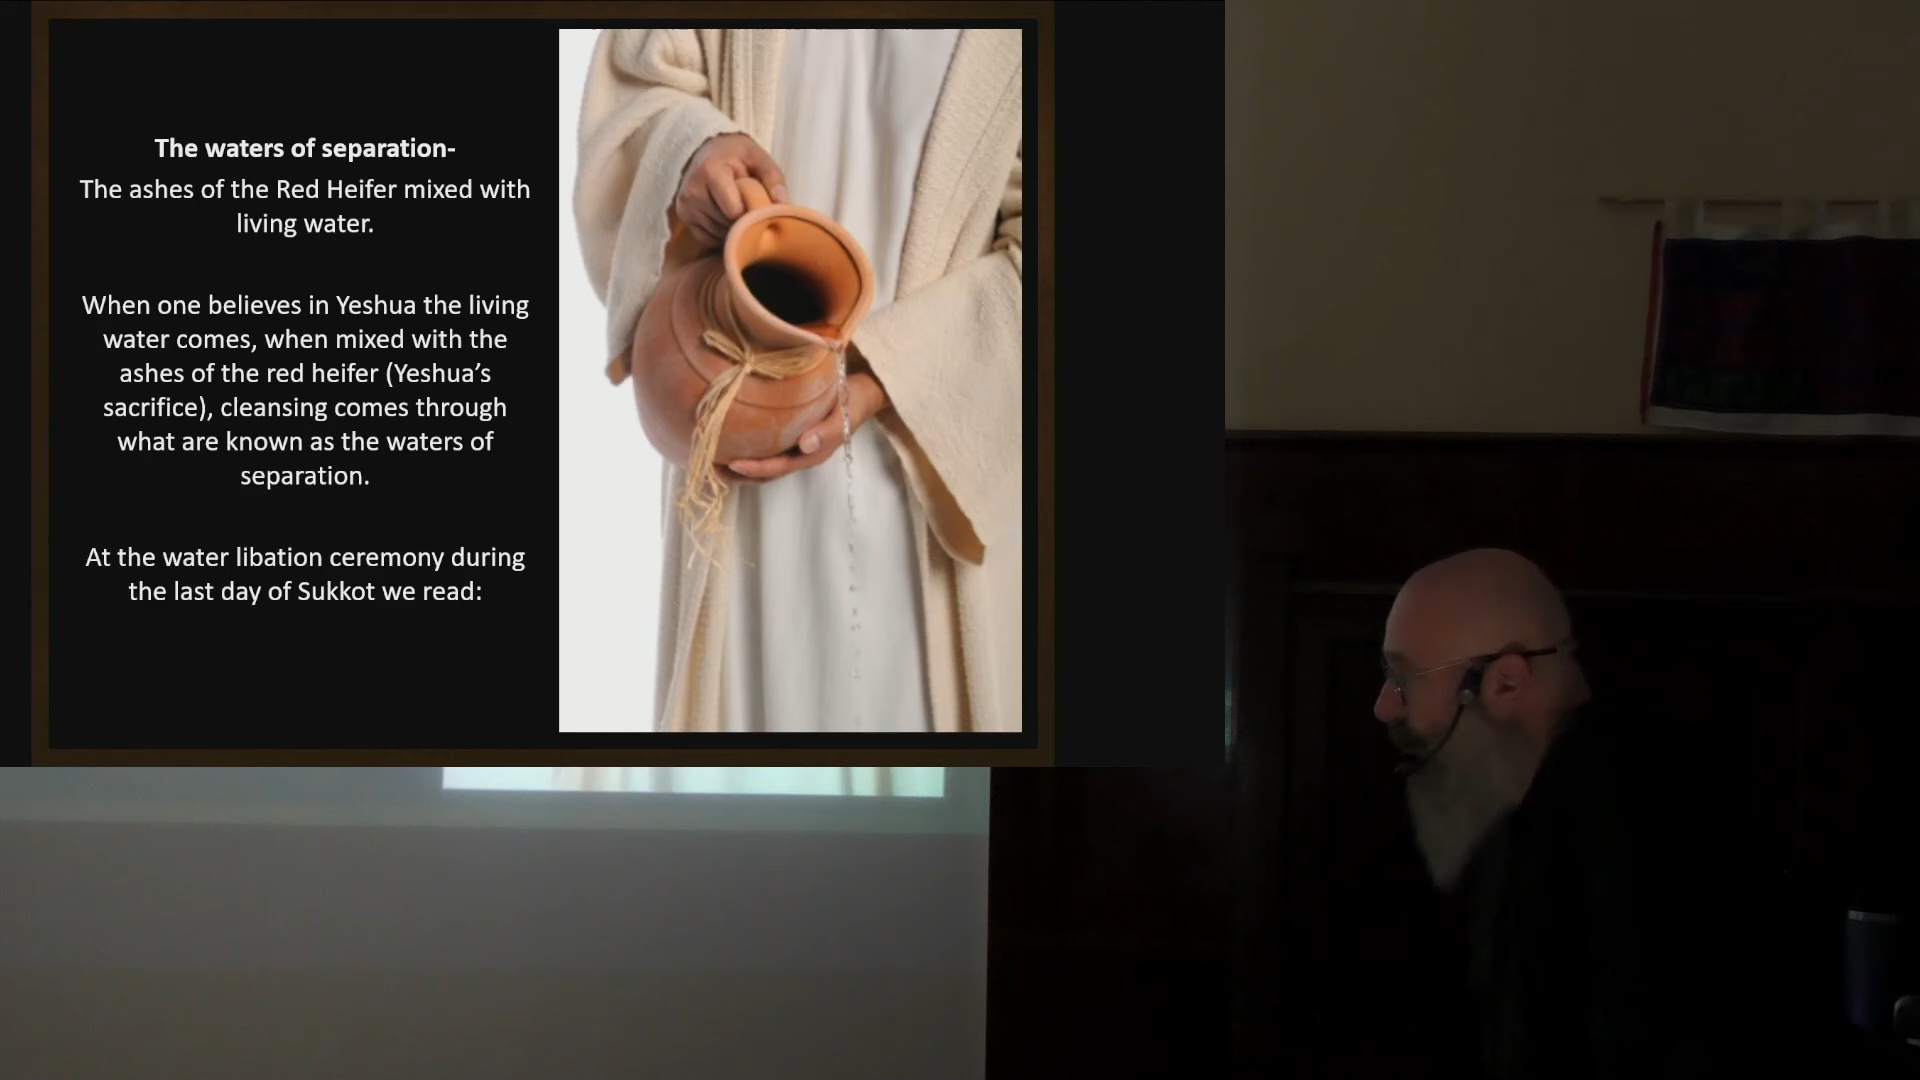 The waters of separation-
The ashes of the Red Heifer mixed with
living water.
When one believes in Yeshua the living
water comes, when mixed with the
ashes of the red heifer (Yeshua’s
sacrifice), cleansing comes through
what are known as the waters of
separation.
At the water libation ceremony during
the last day of Sukkot we read: